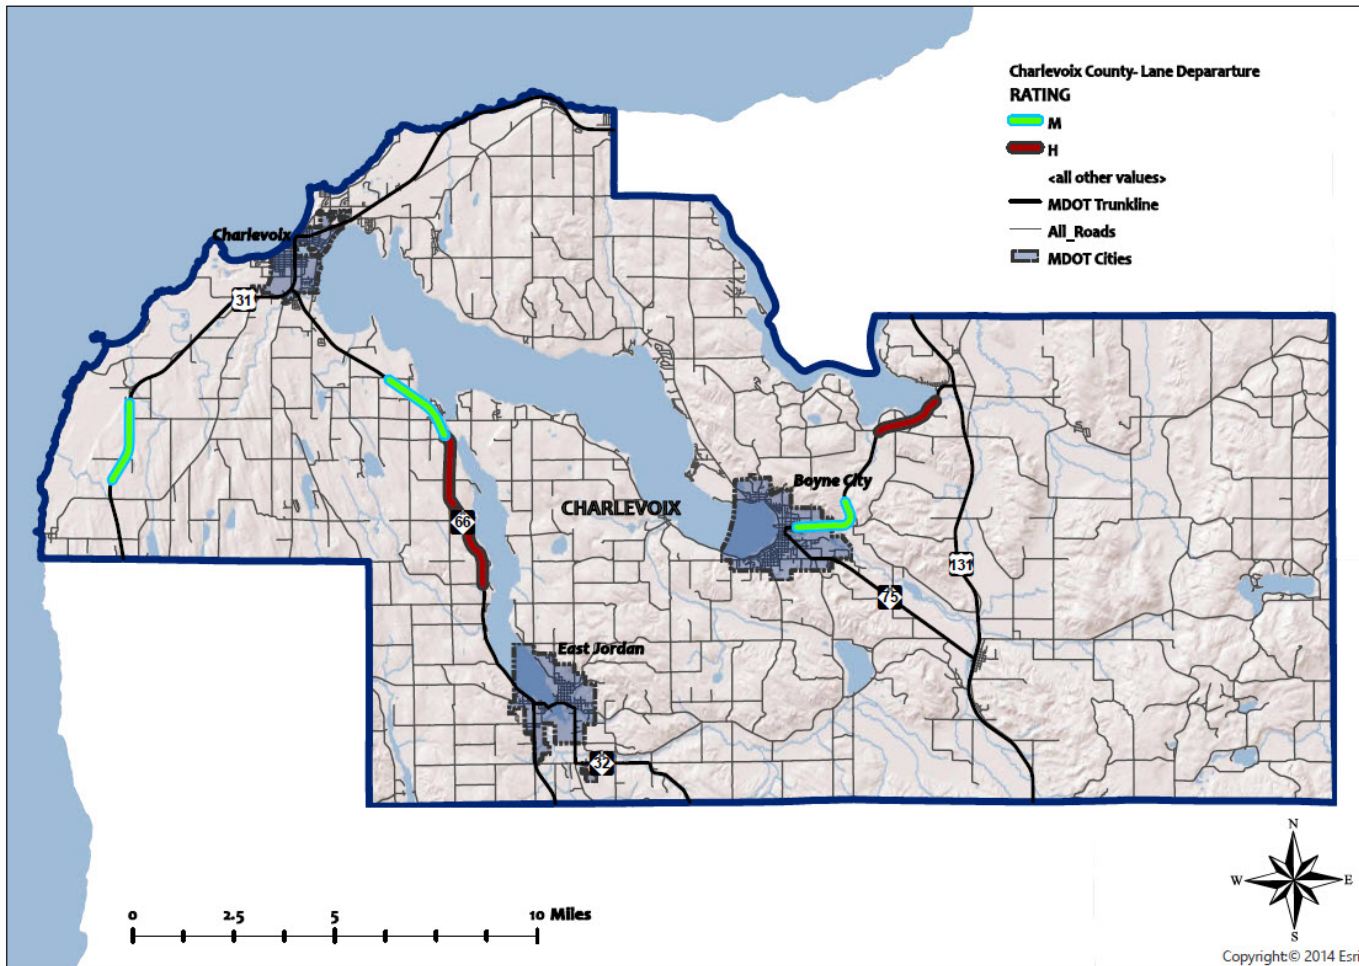 Charlevoix County- Lane Depararture
RATING
M
H
<all other values>
MDOT Trunkline
All_Roads
MDOT Cities
Charlevoix
31
Boyne City
CHARLEVOIX
66
131
75
East Jordan
32
N
W E
S
0 2.5 5 10 Miles
Copyright:© 2014 Esri